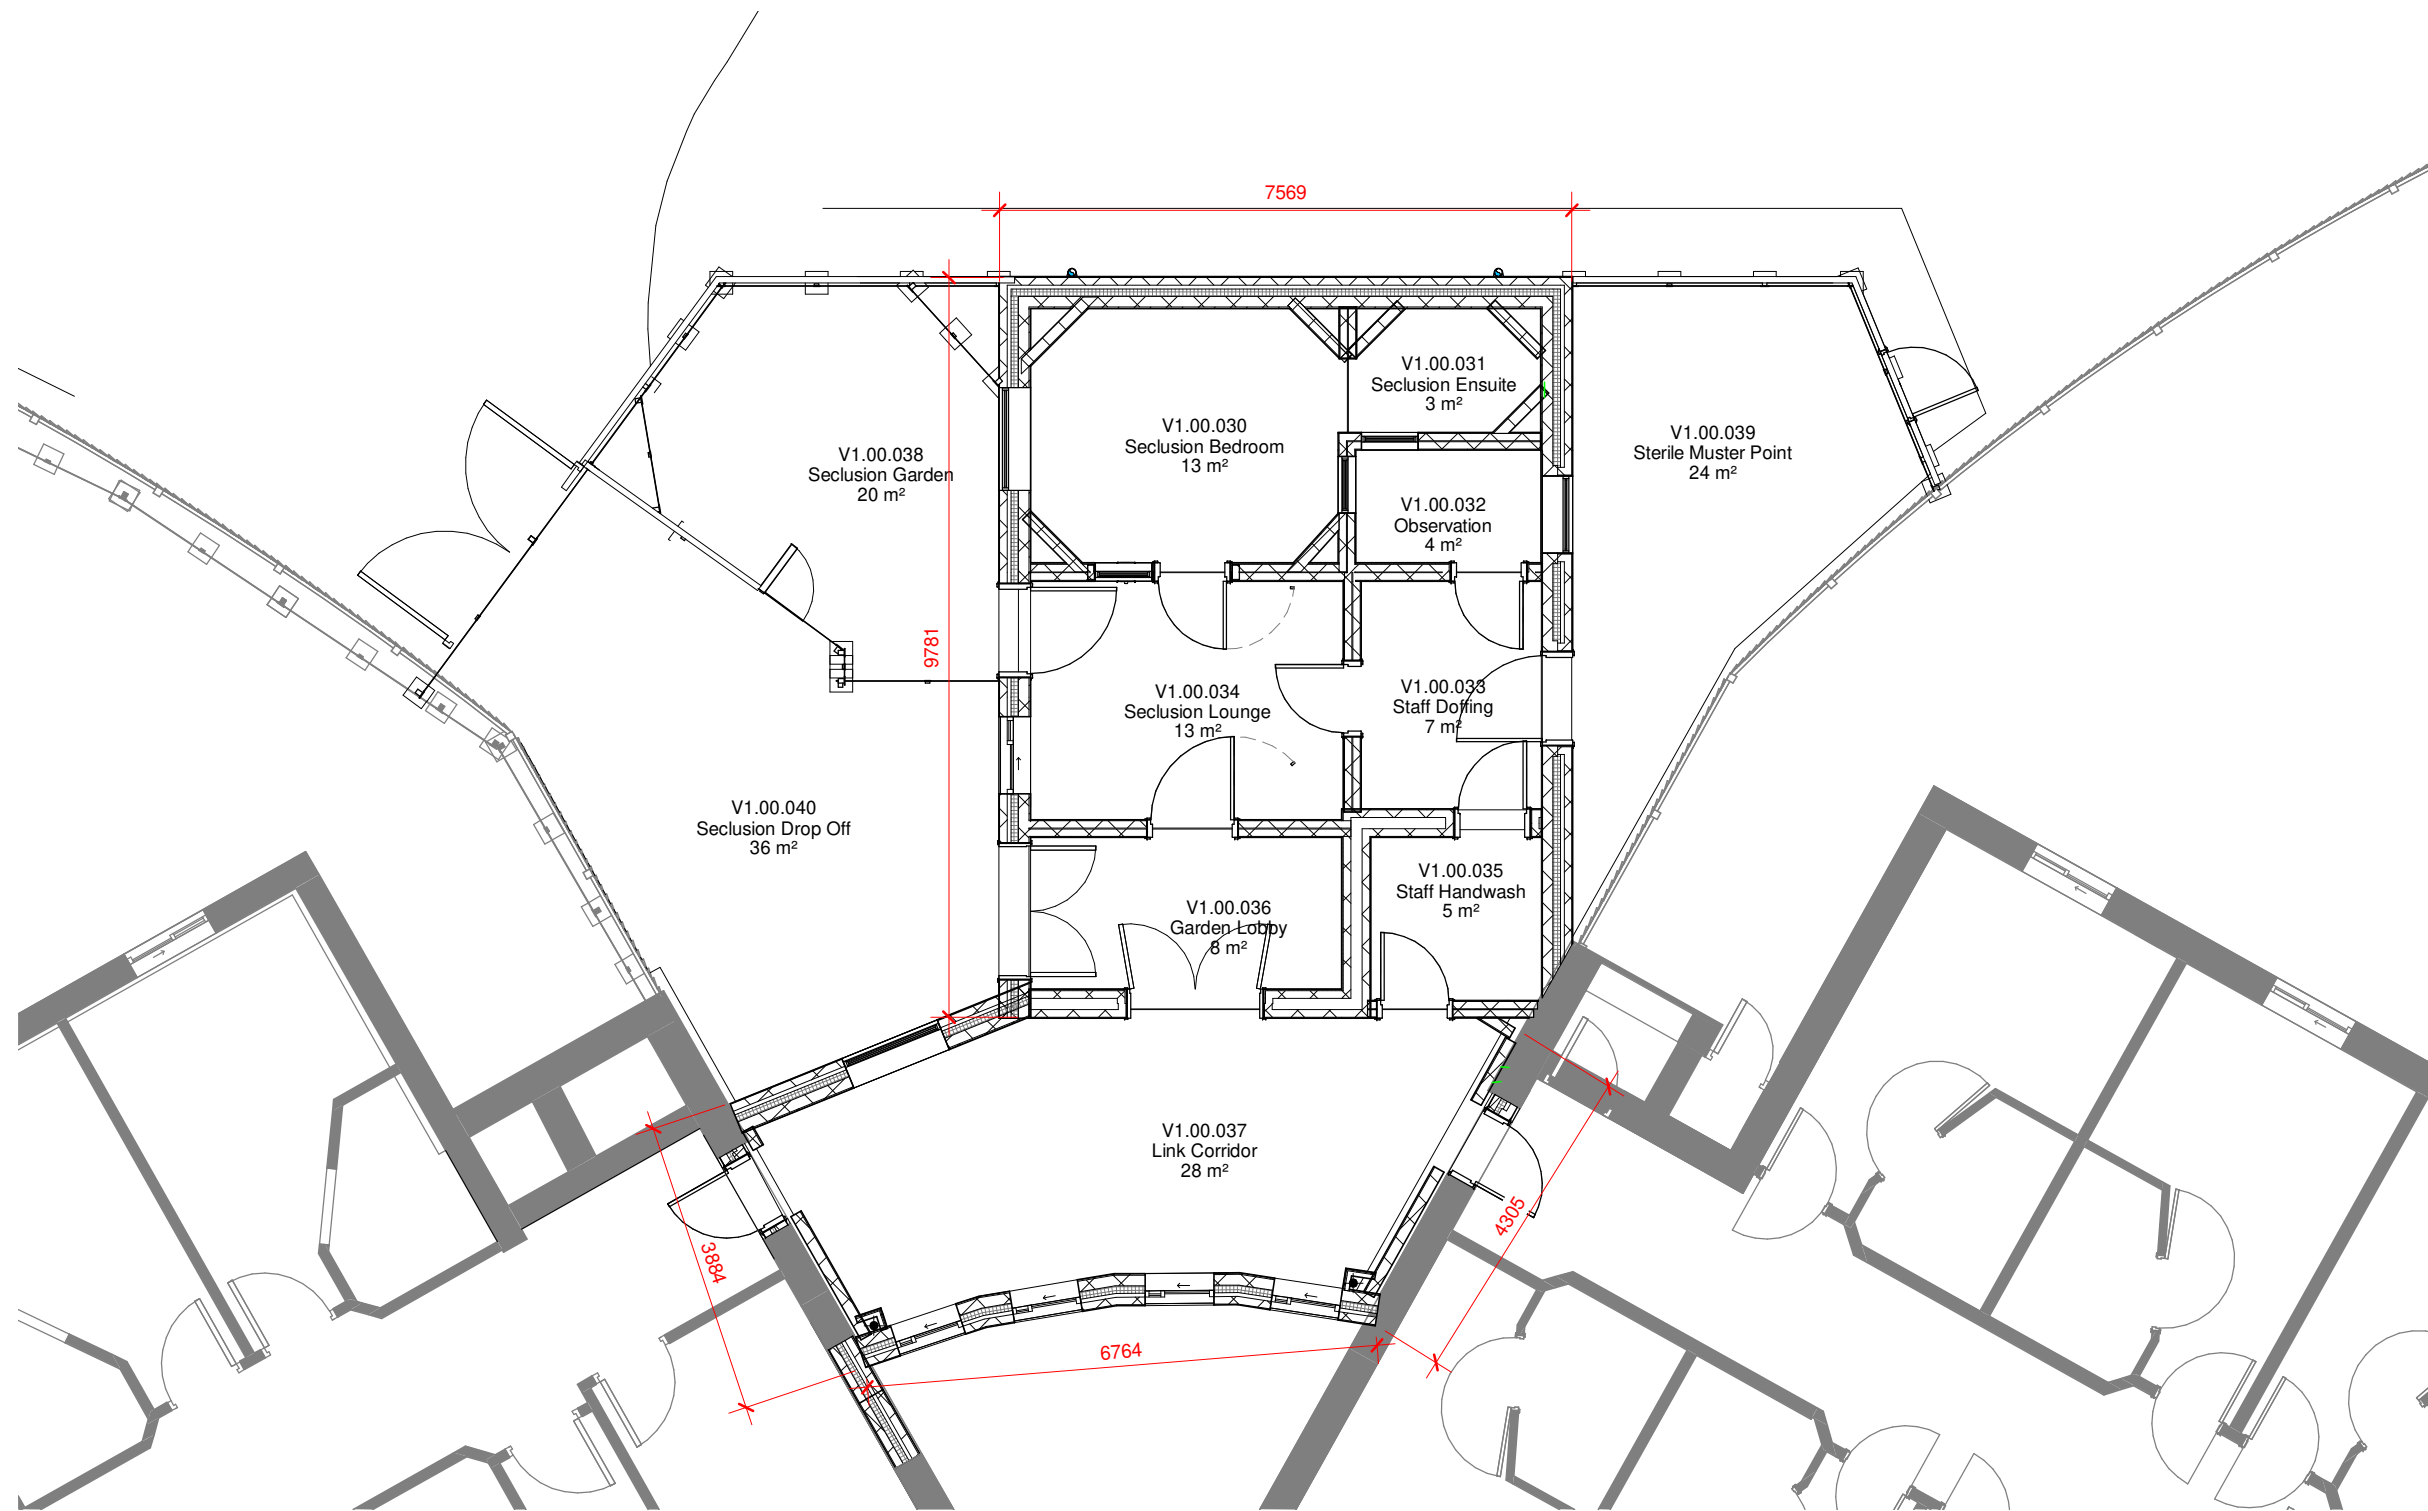 7569
V1.00.031
Seclusion Ensuite
3 m²
V1.00.030
Seclusion Bedroom
13 m²
V1.00.039
Sterile Muster Point
24 m²
V1.00.038
Seclusion Garden
20 m²
V1.00.032
Observation
4 m²
9781
V1.00.034
Seclusion Lounge
13 m²
V1.00.033
Staff Doffing
7 m²
V1.00.040
Seclusion Drop Off
36 m²
V1.00.035
Staff Handwash
5 m²
V1.00.036
Garden Lobby
8 m²
V1.00.037
Link Corridor
28 m²
4305
3884
6764